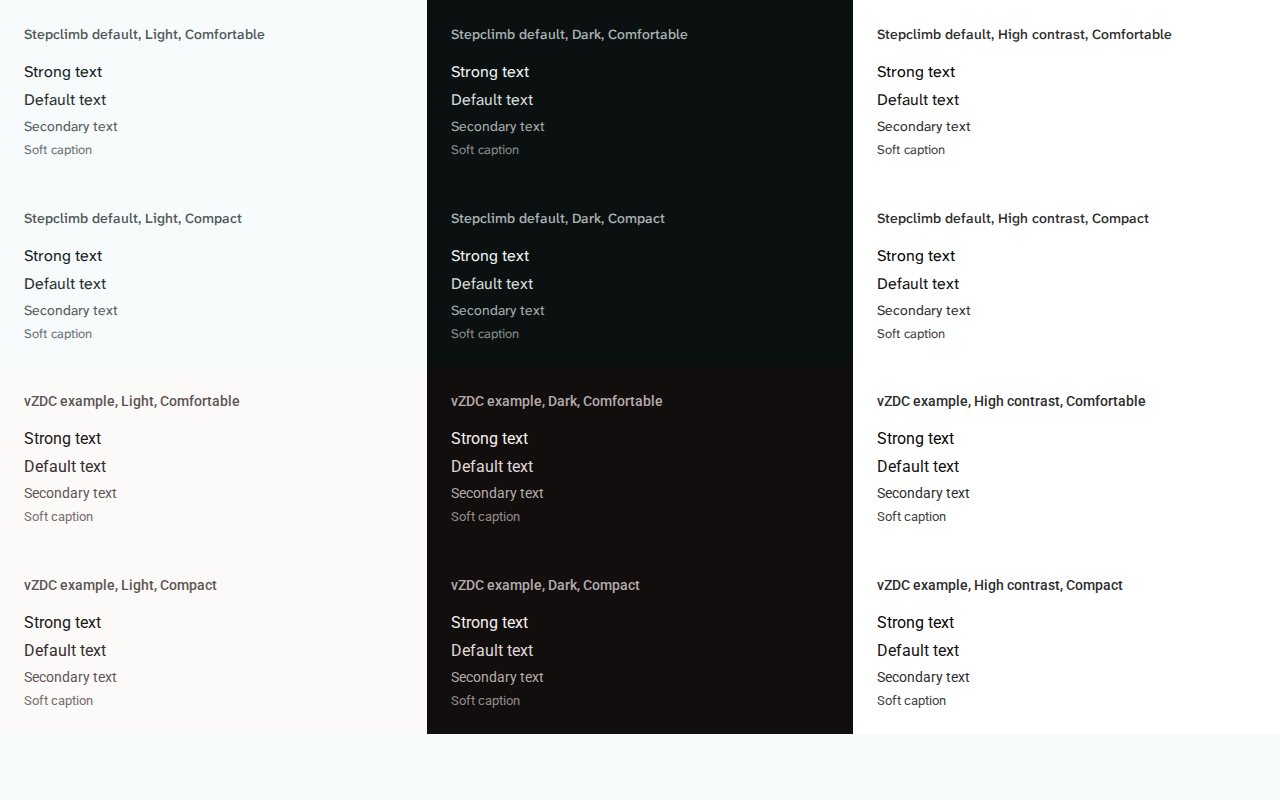 Stepclimb default, Light, Comfortable
Strong text
Default text
Secondary text
Soft caption
Stepclimb default, Dark, Comfortable
Strong text
Default text
Secondary text
Soft caption
Stepclimb default, High contrast, Comfortable
Strong text
Default text
Secondary text
Soft caption
Stepclimb default, Light, Compact
Strong text
Default text
Secondary text
Soft caption
Stepclimb default, Dark, Compact
Strong text
Default text
Secondary text
Soft caption
Stepclimb default, High contrast, Compact
Strong text
Default text
Secondary text
Soft caption
vZDC example, Light, Comfortable
Strong text
Default text
Secondary text
Soft caption
vZDC example, Dark, Comfortable
Strong text
Default text
Secondary text
Soft caption
vZDC example, High contrast, Comfortable
Strong text
Default text
Secondary text
Soft caption
vZDC example, Light, Compact
Strong text
Default text
Secondary text
Soft caption
vZDC example, Dark, Compact
Strong text
Default text
Secondary text
Soft caption
vZDC example, High contrast, Compact
Strong text
Default text
Secondary text
Soft caption